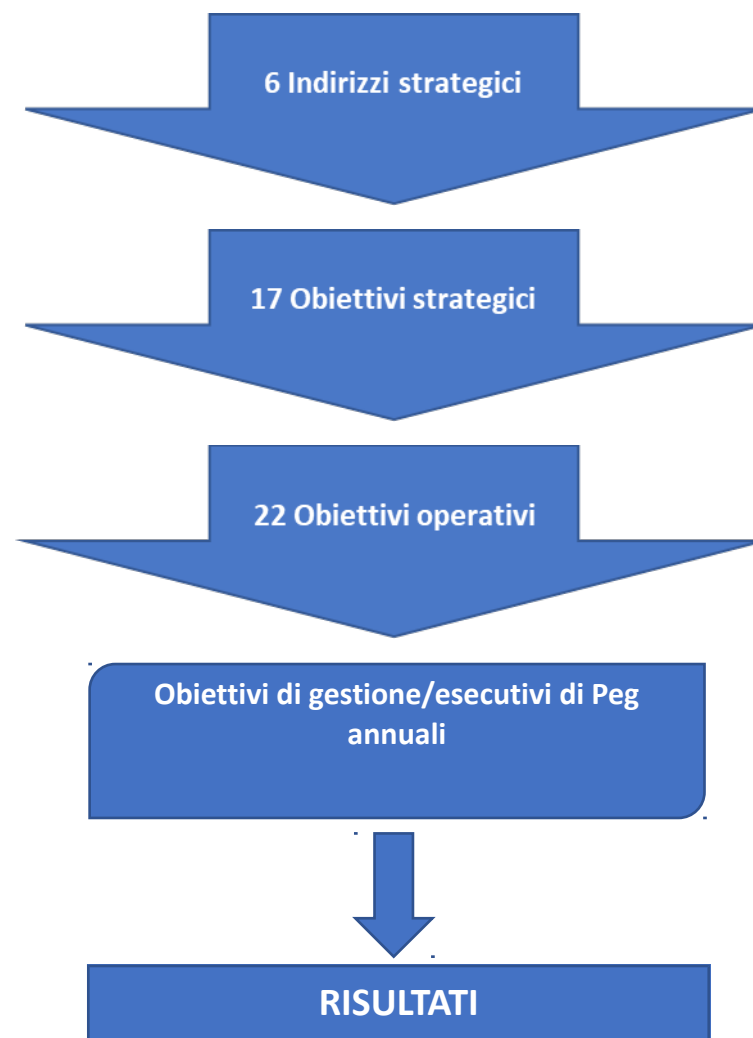 6 Indirizzi strategici
17 Obiettivi strategici
22 Obiettivi operativi
Obiettivi di gestione/esecutivi di Peg
annuali
RISULTATI